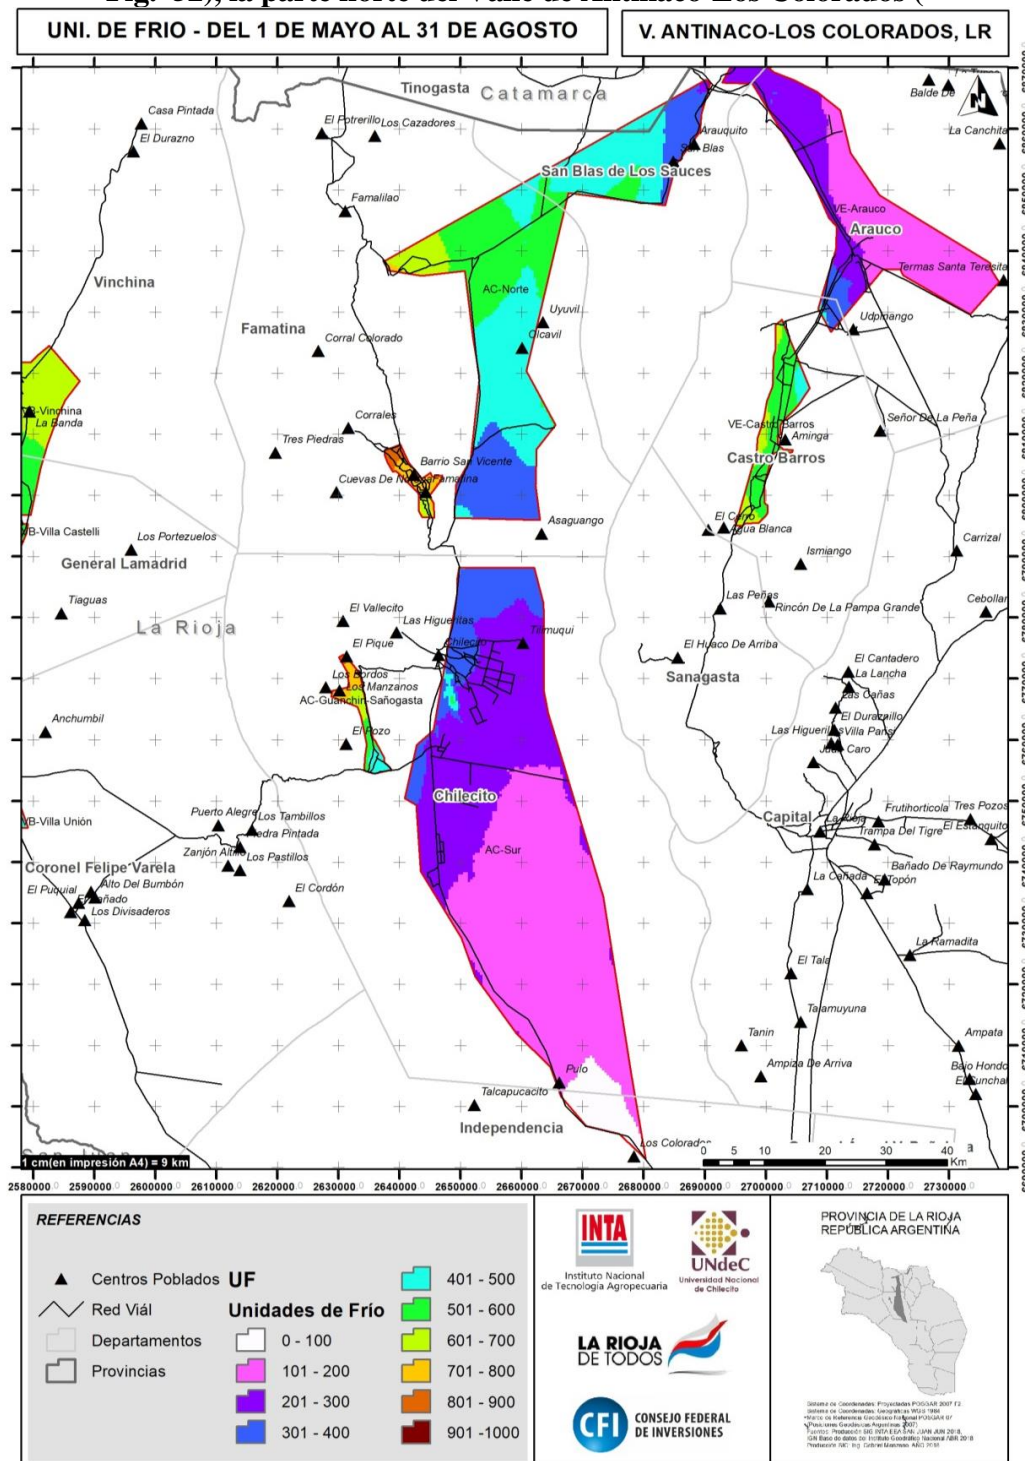 UNI. DE FRIO - DEL 1 DE MAYO AL 31 DE AGOSTO
V. ANTINACO-LOS COLORADOS, LR
Tinogasta
Catamarca
Balde De
Casa Pintada
El Durazno
El Potrerillo
Los Cazadores
Arauquito
San Blas
La Canchita
San Blas de Los Sauces
Famalilao
VE-Arauco
Arauco
Termas Santa Teresita
Vinchina
AC-Norte
Uyuvil
Olcavil
Udpinango
Famatina
Corral Colorado
B-Vinchina
La Banda
Corrales
Tres Piedras
Barrio San Vicente
Famatina
VE-Castro Barros
Aminga
Señor De La Peña
Castro Barros
B-Villa Castelli
Los Portezuelos
Asaguango
El Cerro
Agua Blanca
Ismiango
Carrizal
General Lamadrid
Tiaguas
La Rioja
El Vallecito
Las Higueritas
El Pique
Chilecito
Tilimuqui
Las Peñas
Rincón De La Pampa Grande
Cebollar
El Huaco De Arriba
Sanagasta
El Cantadero
La Lancha
Las Cañas
El Duraznillo
Las Higuerillas
Los Bordos
Los Manzanos
AC-Guanchin-Sañogasta
El Pozo
Anchumbil
Chilecito
B-Villa Unión
Puerto Alegre
Los Tambillos
Piedra Pintada
Los Pastillos
Coronel Felipe Varela
El Puquial
Alto Del Bumbón
Los Divisaderos
El Cordón
AC-Sur
Capital
La Rioja
Frutihorticola
Tres Pozos
El Estanquito
Trampa Del Tigre
Bañado De Raymundo
La Cañada
El Topón
La Ramadita
El Tala
Talamuyuna
Tanin
Ampiza De Arriva
Ampata
Bajo Hondo
Talcapucacito
Independencia
Los Colorados
1 cm(en impresión A4) = 9 km
0 5 10 20 30 40
Km
2580000 2590000 2600000 2610000 2620000 2630000 2640000 2650000 2660000 2670000 2680000 2690000 2700000 2710000 2720000 2730000
REFERENCIAS
Centros Poblados
Red Viál
Departamentos
Provincias
UF
Unidades de Frío
0 - 100
101 - 200
201 - 300
301 - 400
401 - 500
501 - 600
601 - 700
701 - 800
801 - 900
901 -1000
INTA
Instituto Nacional
de Tecnología Agropecuaria
UNdeC
Universidad Nacional
de Chilecito
LA RIOJA
DE TODOS
CFI
CONSEJO FEDERAL
DE INVERSIONES
PROVINCIA DE LA RIOJA
REPÚBLICA ARGENTINA